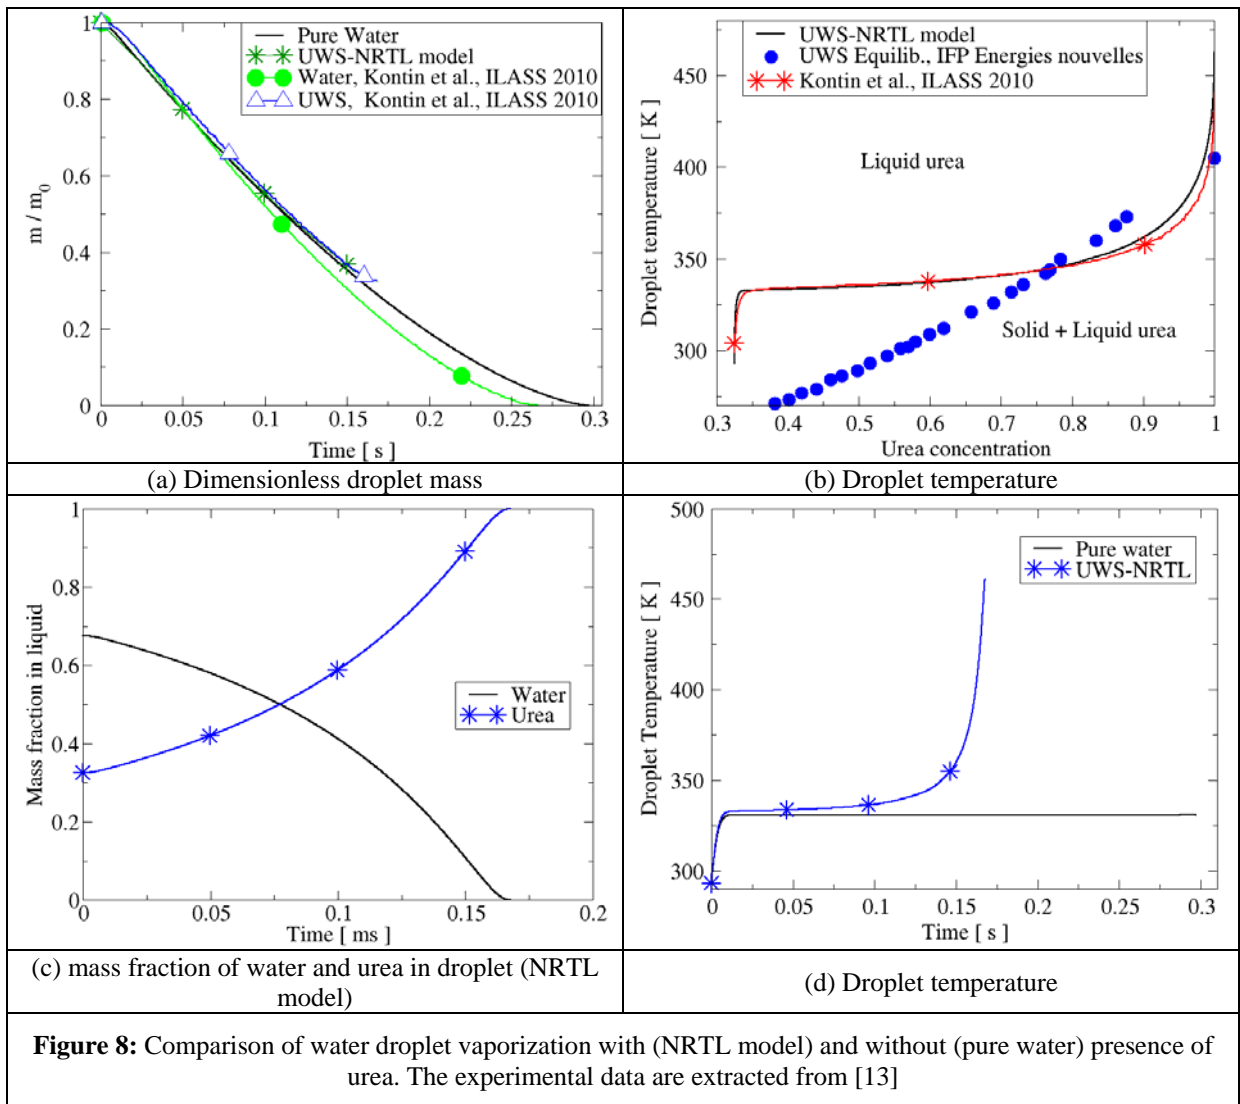 1
0.8
0.6
0.4
0.2
0
m / m0
0
0.05
0.1
0.15
0.2
0.25
0.3
Time [ s ]
Pure Water
UWS-NRTL model
Water, Kontin et al., ILASS 2010
UWS, Kontin et al., ILASS 2010
450
400
350
300
Droplet temperature [ K ]
0.3
0.4
0.5
0.6
0.7
0.8
0.9
1
Urea concentration
UWS-NRTL model
UWS Equilib., IFP Energies nouvelles
Kontin et al., ILASS 2010
Liquid urea
Solid + Liquid urea
(a) Dimensionless droplet mass
(b) Droplet temperature
1
0.8
0.6
0.4
0.2
0
Mass fraction in liquid
0
0.05
0.1
0.15
0.2
Time [ ms ]
Water
Urea
500
450
400
350
300
Droplet Temperature [ K ]
0
0.05
0.1
0.15
0.2
0.25
0.3
Time [ s ]
Pure water
UWS-NRTL
(c) mass fraction of water and urea in droplet (NRTL
model)
(d) Droplet temperature
Figure 8: Comparison of water droplet vaporization with (NRTL model) and without (pure water) presence of
urea. The experimental data are extracted from [13]